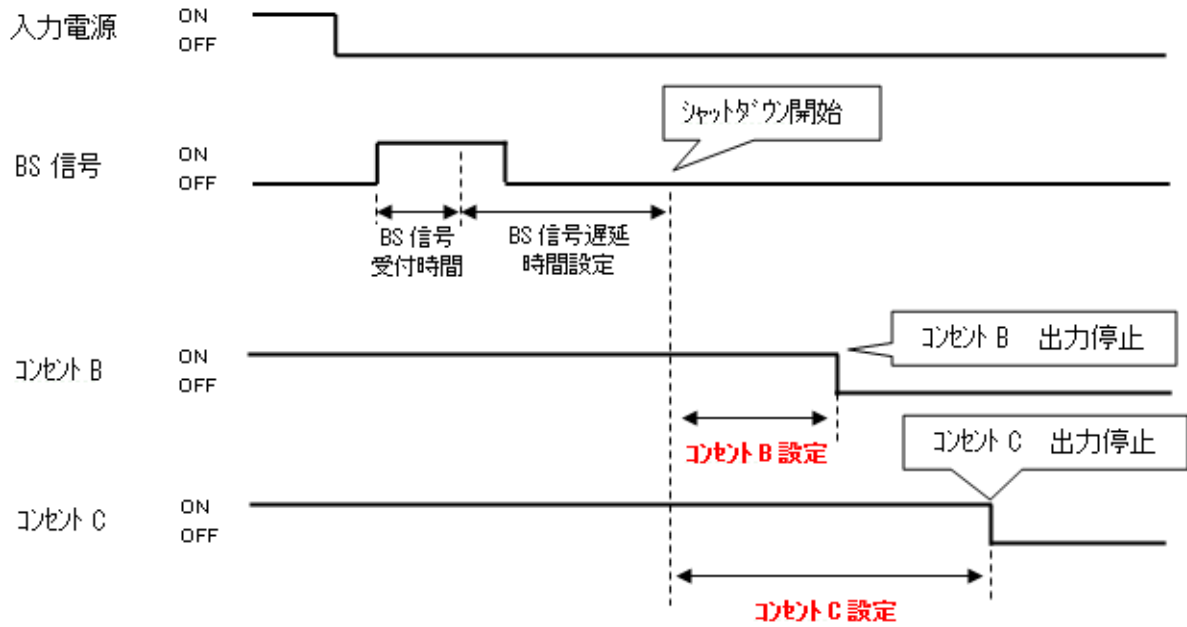 入力電源
ON
OFF
シャットダウン開始
BS 信号
ON
OFF
BS 信号
受付時間
BS 信号遅延
時間設定
コンセント B 出力停止
コンセント B
ON
OFF
コンセント B 設定
コンセント C 出力停止
コンセント C
ON
OFF
コンセント C 設定